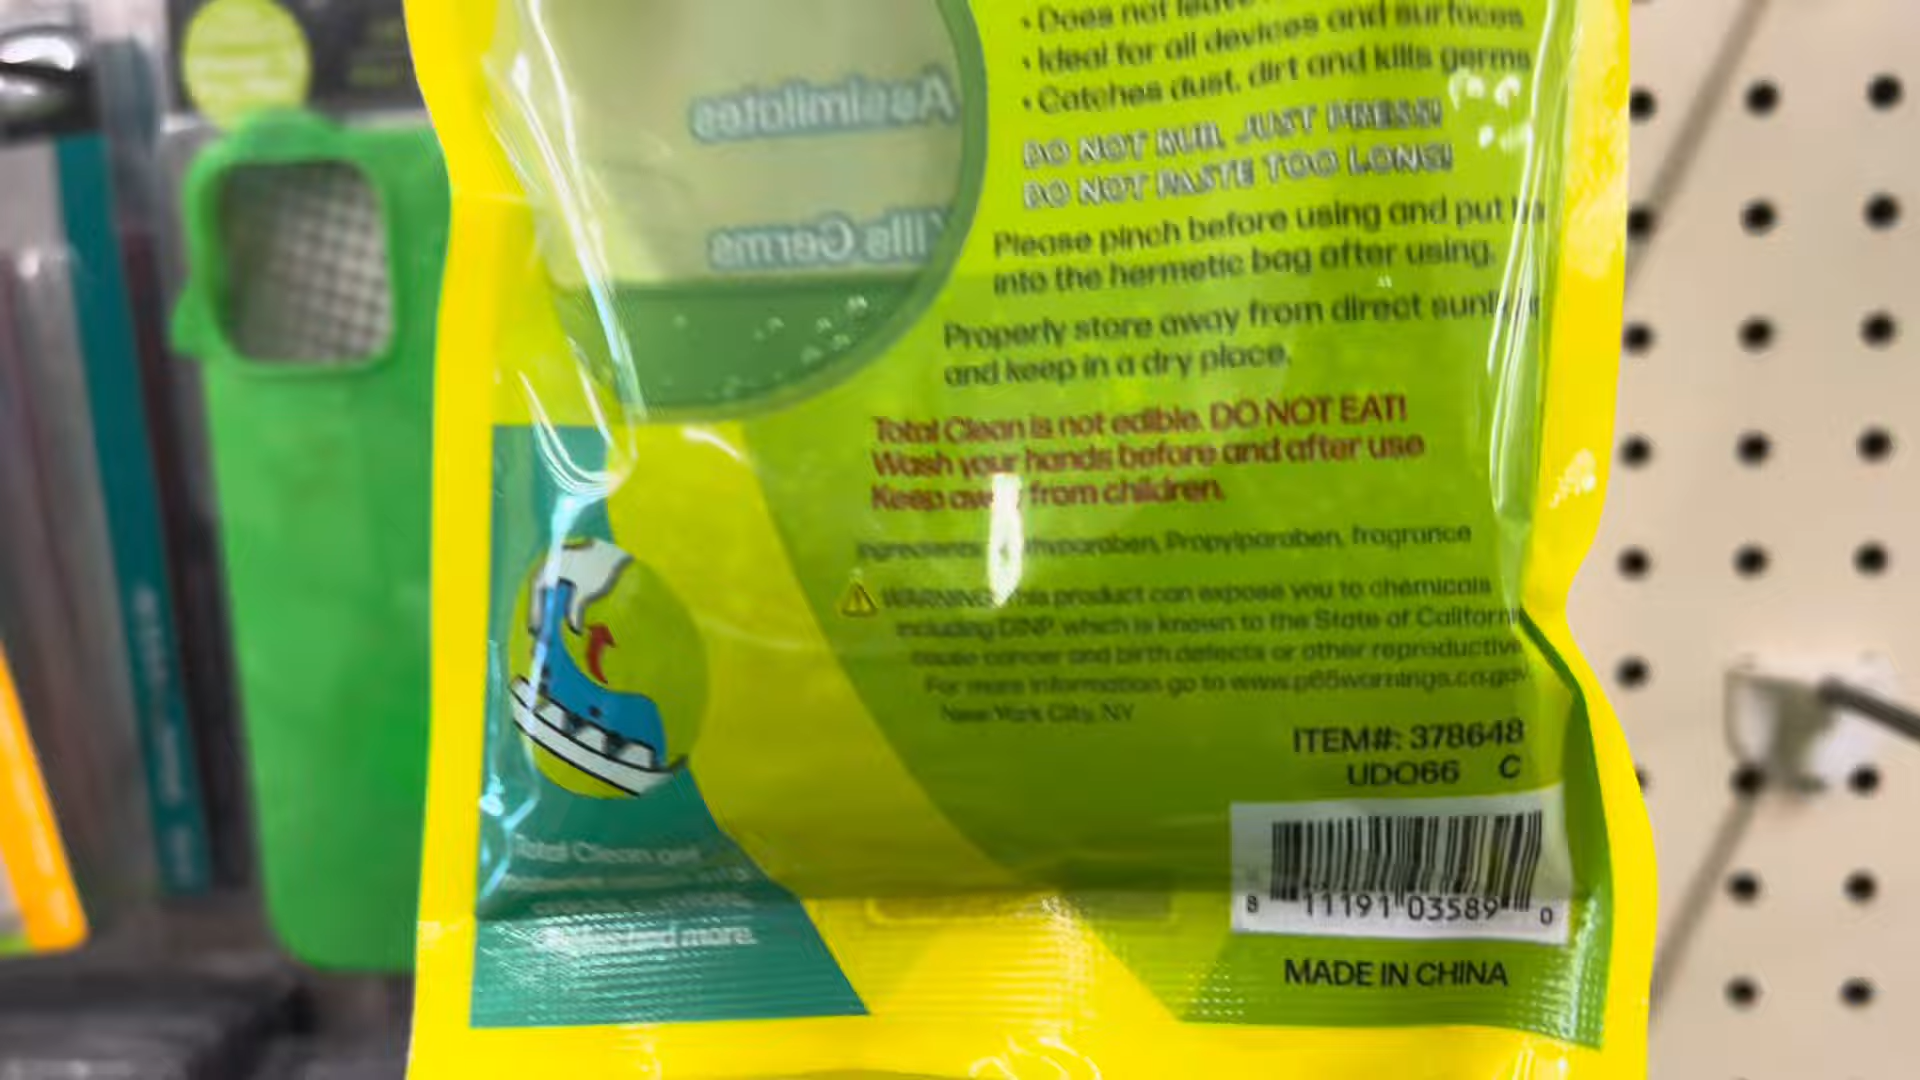 • Does not leave
• Ideal for all devices and surfaces
• Catches dust, dirt and kills germs
DO NOT RUB, JUST PRESS!
DO NOT PASTE TOO LONG!
Please pinch before using and put
into the hermetic bag after using.
Properly store away from direct
and keep in a dry place.
Total Clean is not edible. DO NOT EAT!
Wash your hands before and after use
Keep away from children.
Ingredients: Propylparaben, fragrance
WARNING: This product can expose you to chemicals
including DINP, which is known to the State of California
cause cancer and birth defects or other reproductive
For more information go to www.p65warnings.ca.gov
New York City, NY
ITEM#: 378648
UDO66 C
8 11191 03589 0
MADE IN CHINA
Assimilates
Kills Germs
Total Clean gel
and more.